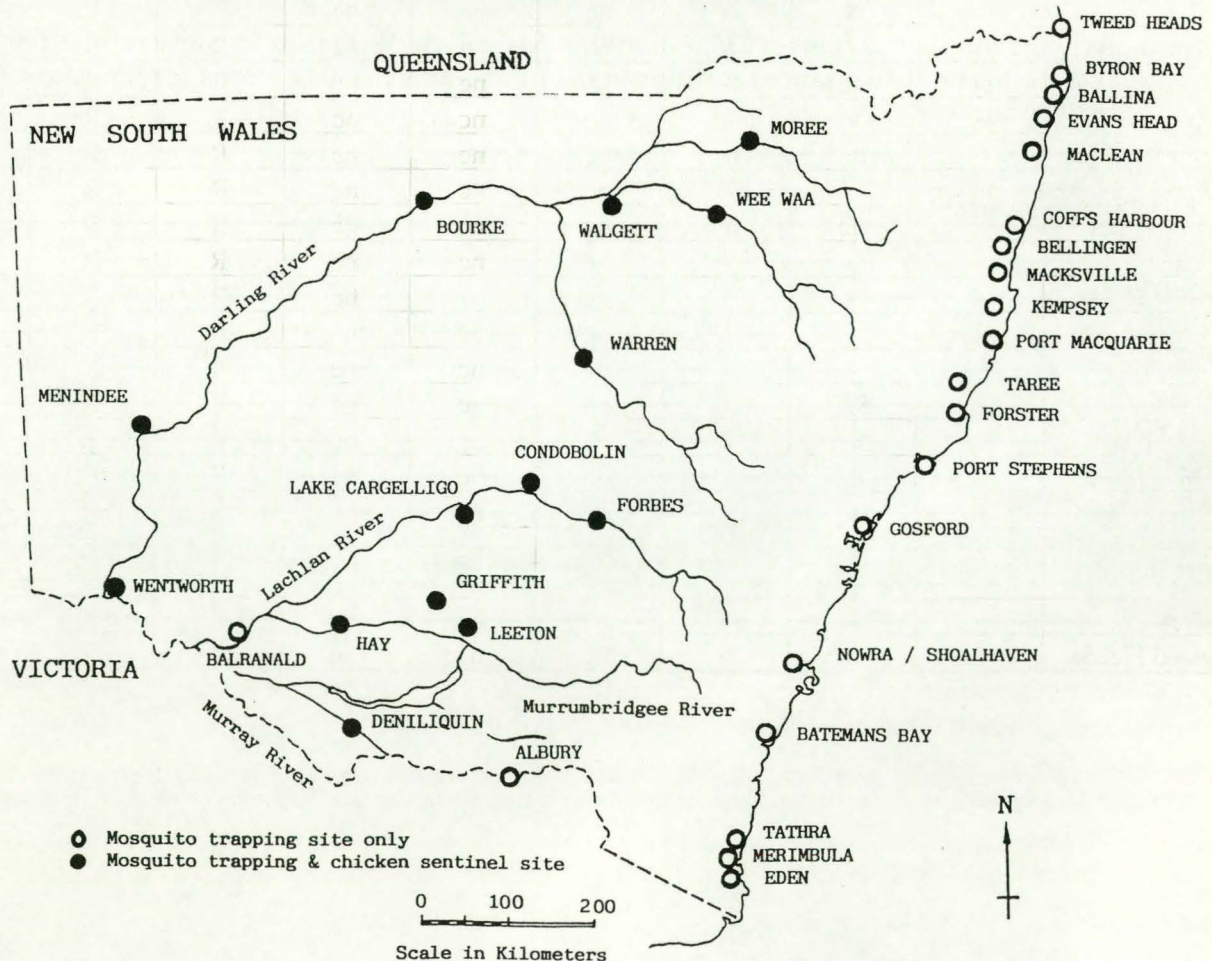 TWEED HEADS
QUEENSLAND
BYRON BAY
BALLINA
NEW SOUTH WALES
EVANS HEAD
MOREE
MACLEAN
WEE WAA
COFFS HARBOUR
BOURKE
WALGETT
BELLINGEN
MACKSVILLE
Darling River
KEMPSEY
WARREN
PORT MACQUARIE
TAREE
MENINDEE
FORSTER
CONDOBOLIN
PORT STEPHENS
LAKE CARGELLIGO
FORBES
GOSFORD
Lachlan River
GRIFFITH
WENTWORTH
LEETON
HAY
BALRANALD
NOWRA / SHOALHAVEN
VICTORIA
Murrumbridgee River
DENILIQUIN
Murray River
BATEMANS BAY
ALBURY
N
Mosquito trapping site only
TATHRA
Mosquito trapping & chicken sentinel site
MERIMBULA
EDEN
0 100 200
Scale in Kilometers